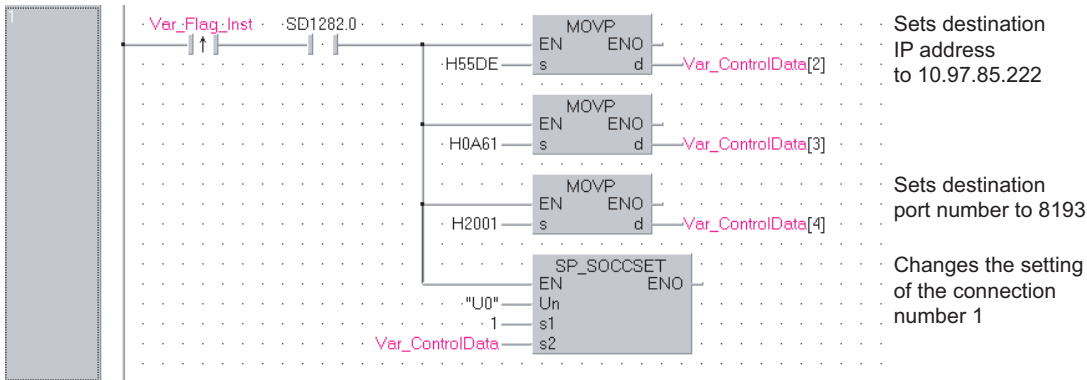 1
Var_Flag_Inst SD1282.0
MOVP
EN ENO
H55DE s d Var_ControlData[2]
Sets destination
IP address
to 10.97.85.222
MOVP
EN ENO
H0A61 s d Var_ControlData[3]
MOVP
EN ENO
H2001 s d Var_ControlData[4]
Sets destination
port number to 8193
SP_SOCCSET
EN ENO
"U0" Un
1 s1
Var_ControlData s2
Changes the setting
of the connection
number 1